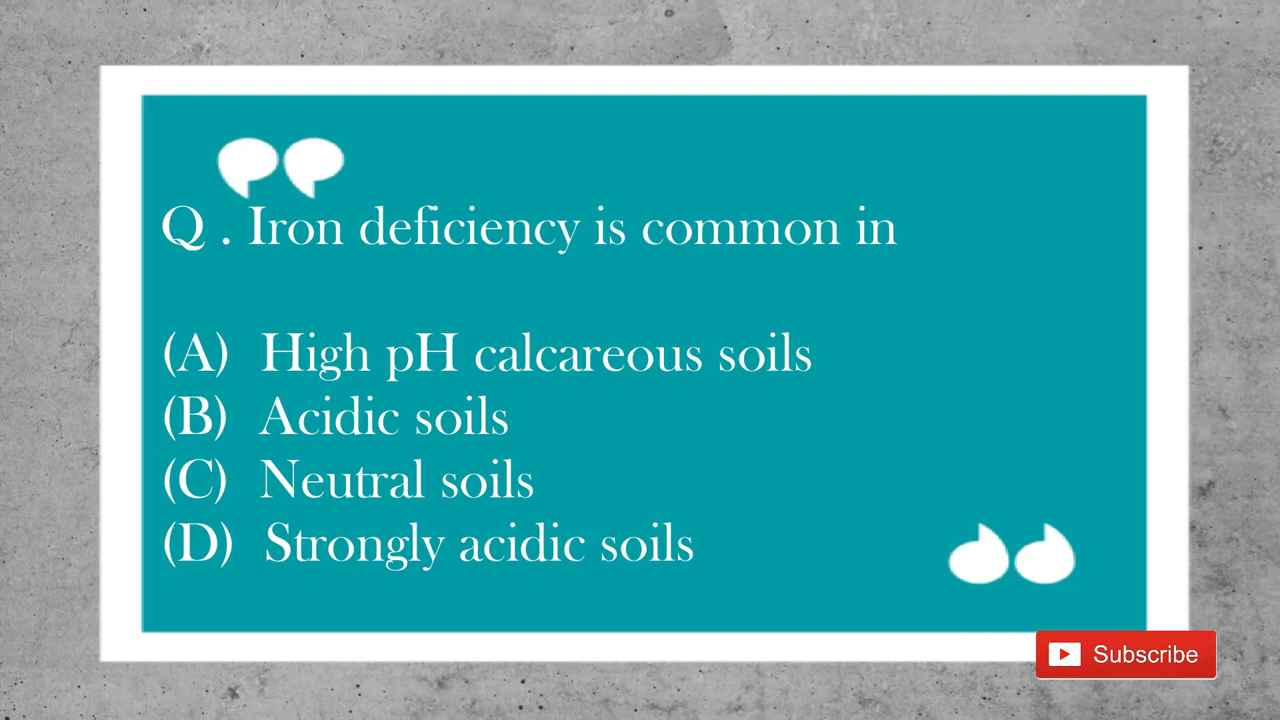 Q . Iron deficiency is common in
(A) High pH calcareous soils
(B) Acidic soils
(C) Neutral soils
(D) Strongly acidic soils
Subscribe